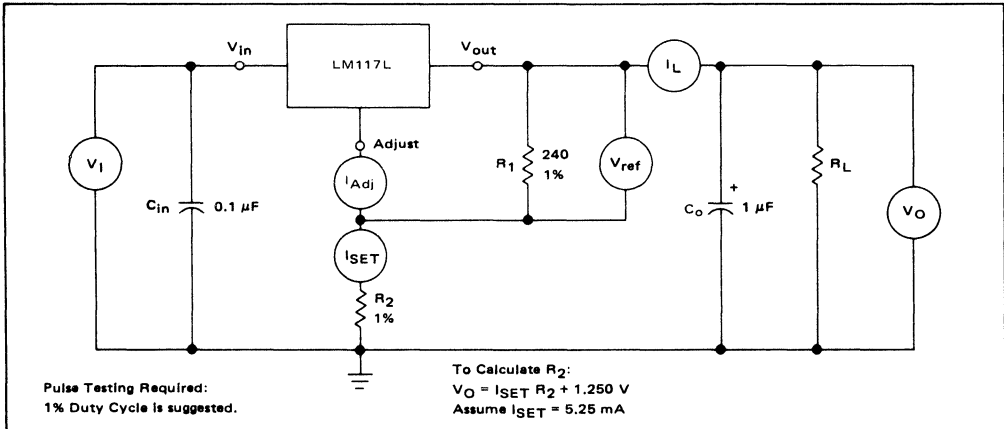 Vin
LM117L
Vout
IL
Adjust
VI
IAdj
R1
240
1%
Vref
RL
Cin
0.1 µF
+
Co
1 µF
VO
ISET
R2
1%
To Calculate R2:
Pulse Testing Required:
VO = ISET R2 + 1.250 V
1% Duty Cycle is suggested.
Assume ISET = 5.25 mA